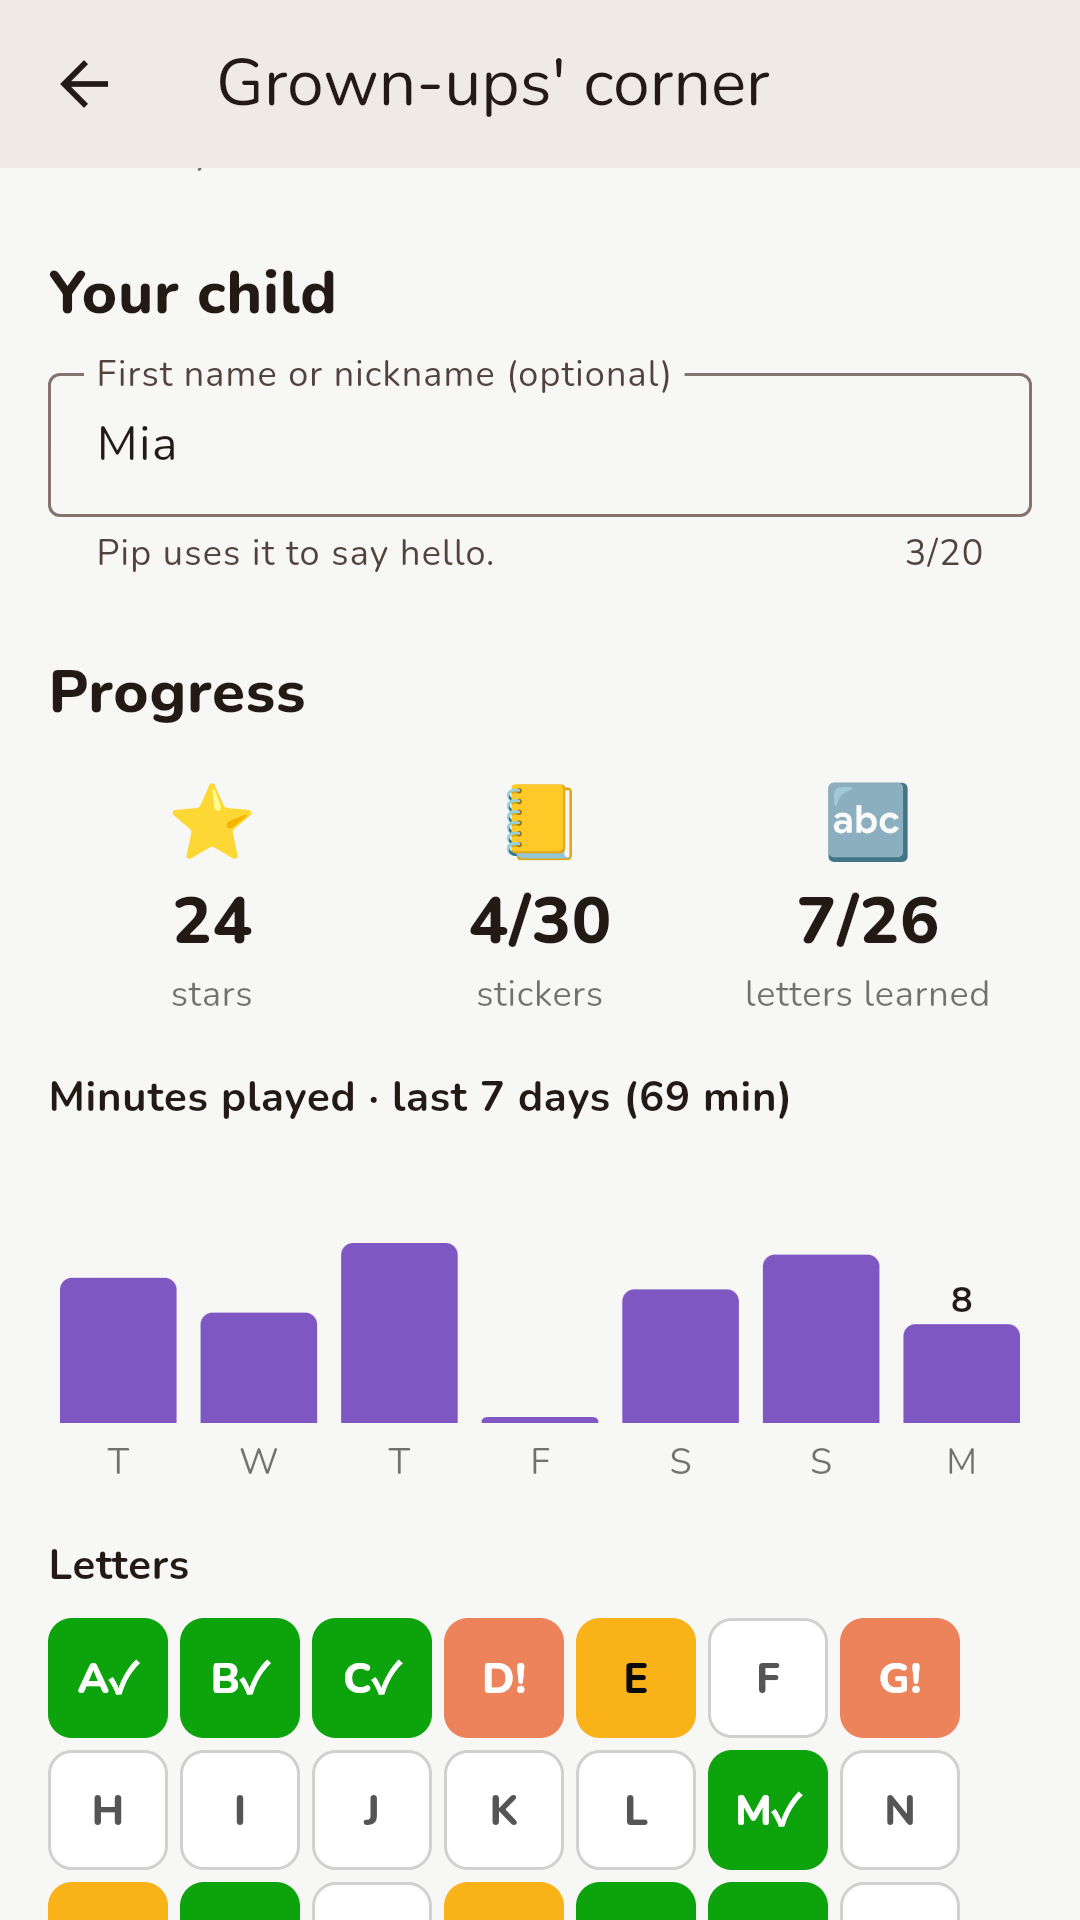 Grown-ups' corner
Your child
First name or nickname (optional)
Mia
Pip uses it to say hello. 3/20
Progress
abc
24 4/30 7/26
stars stickers letters learned
Minutes played · last 7 days (69 min)
8
T W T F S S M
Letters
A✓ B✓ C✓ D! E F G!
H I J K L M✓ N